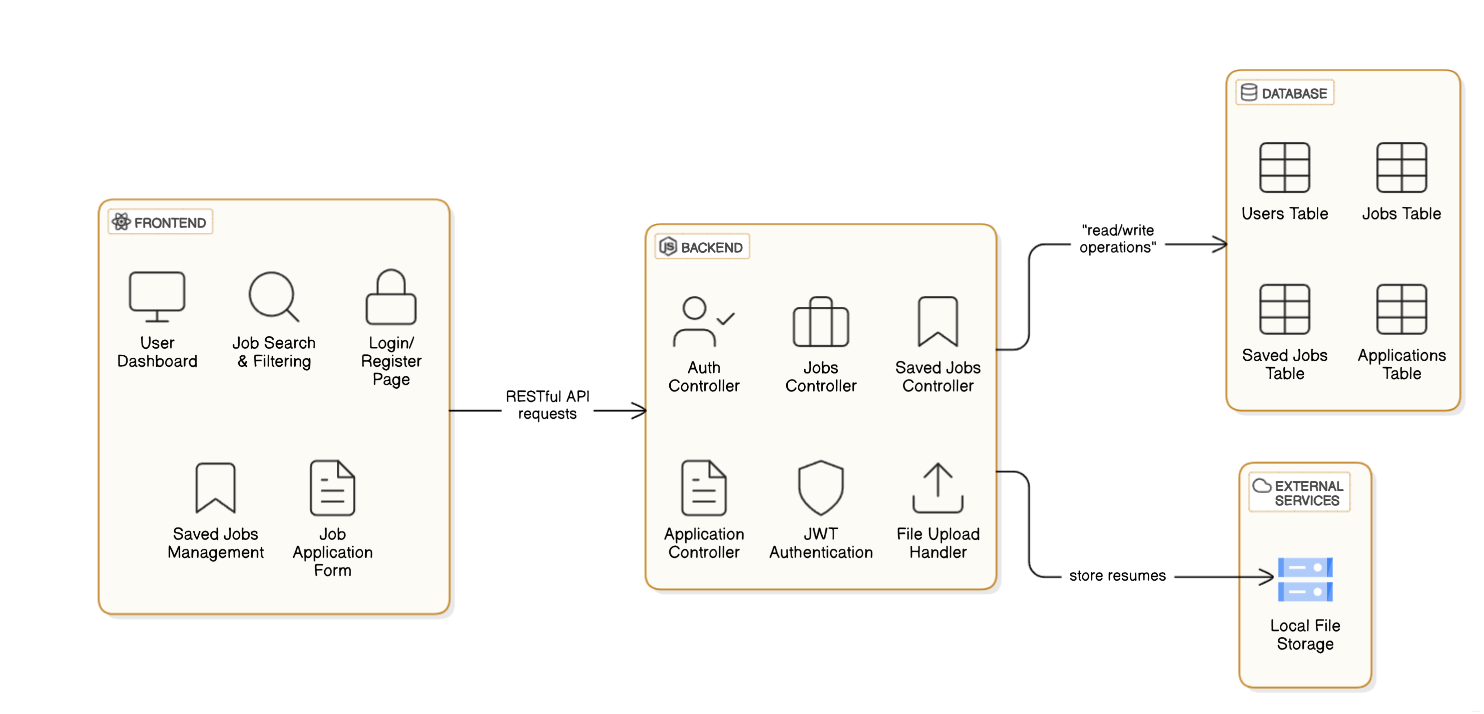 FRONTEND
User
Dashboard
Job Search
& Filtering
Login/
Register
Page
Saved Jobs
Management
Job
Application
Form
RESTful API
requests
JS BACKEND
Auth
Controller
Jobs
Controller
Saved Jobs
Controller
Application
Controller
JWT
Authentication
File Upload
Handler
"read/write
operations"
store resumes
DATABASE
Users Table
Jobs Table
Saved Jobs
Table
Applications
Table
EXTERNAL
SERVICES
Local File
Storage